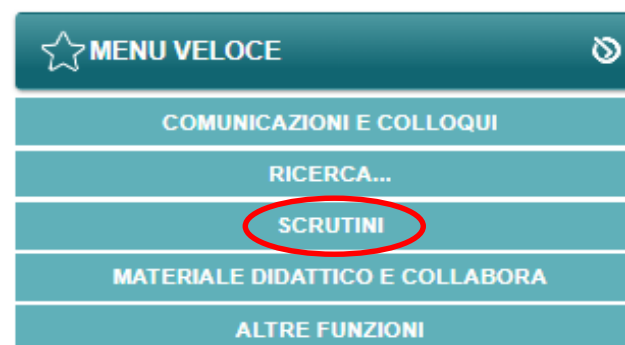 MENU VELOCE
COMUNICAZIONI E COLLOQUI
RICERCA...
SCRUTINI
MATERIALE DIDATTICO E COLLABORA
ALTRE FUNZIONI